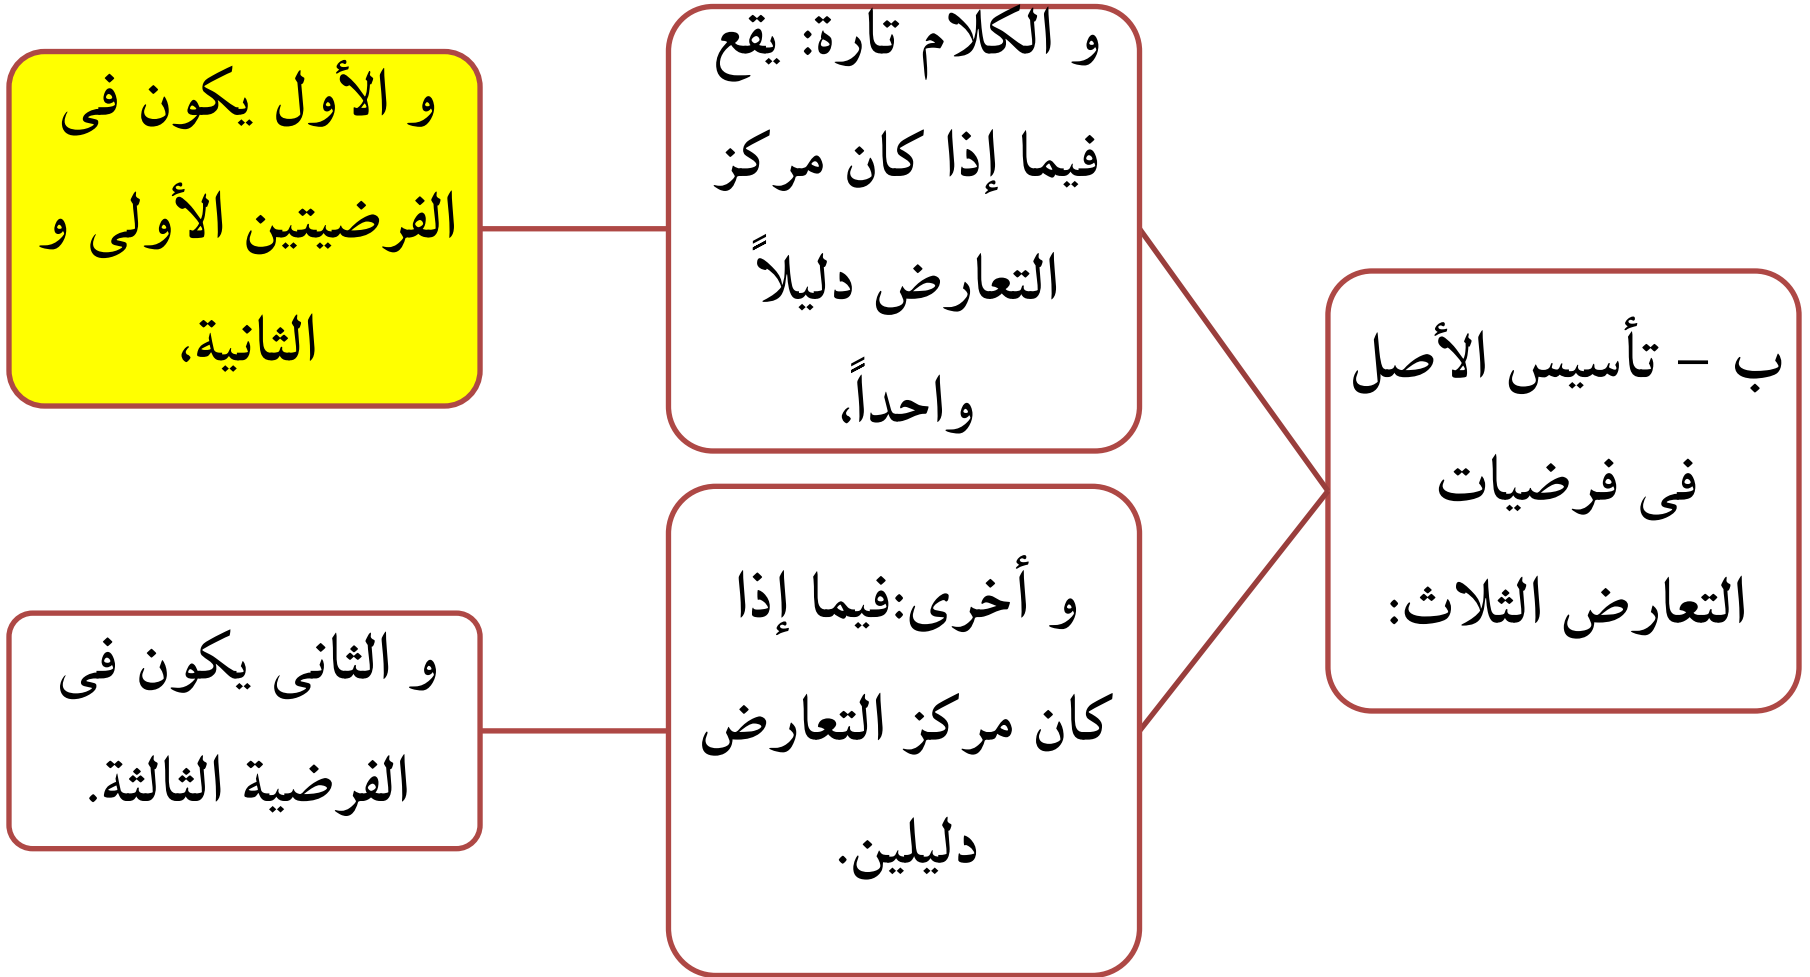 ب – تأسيس الأصل
فى فرضيات
التعارض الثلاث:
و الكلام تارة: يقع
فيما إذا كان مركز
التعارض دليلاً
واحداً،
و الأول يكون فى
الفرضيتين الأولى و
الثانية،
و أخرى:فيما إذا
كان مركز التعارض
دليلين.
و الثانى يكون فى
الفرضية الثالثة.